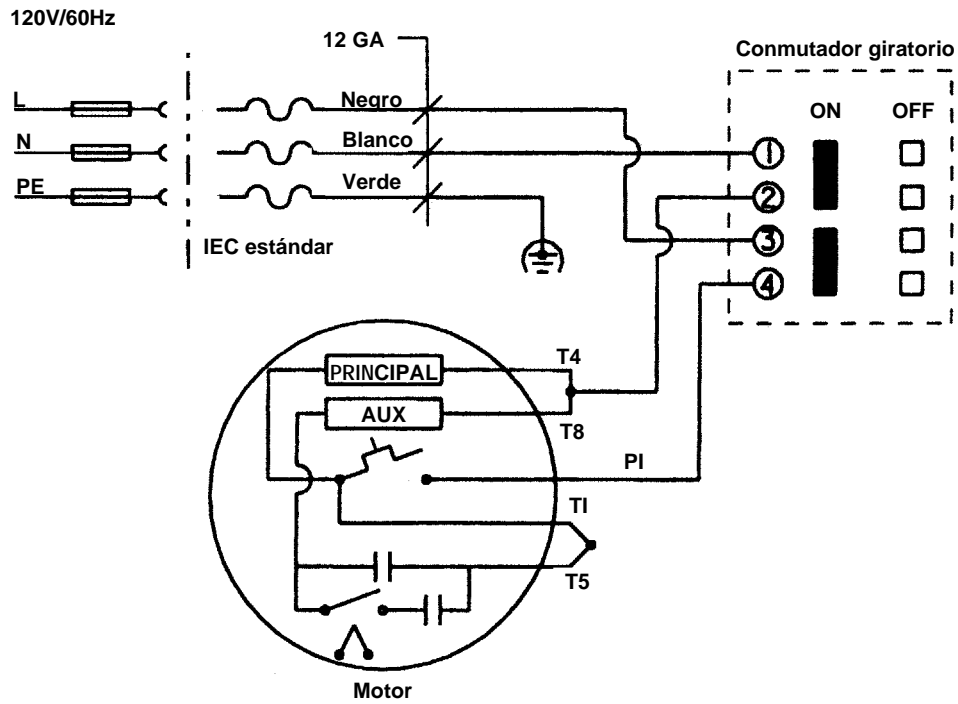 120V/60Hz
12 GA
Conmutador giratorio
ON OFF
L
Negro
N
Blanco
PE
Verde
IEC estándar
1
2
3
4
PRINCIPAL
T4
AUX
T8
PI
TI
T5
Motor